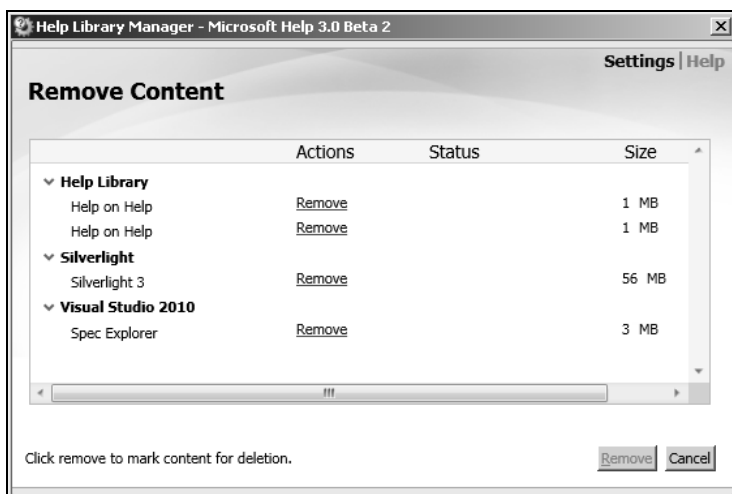 Help Library Manager - Microsoft Help 3.0 Beta 2
Settings | Help
Remove Content
Actions Status Size
Help Library
Help on Help Remove 1 MB
Help on Help Remove 1 MB
Silverlight
Silverlight 3 Remove 56 MB
Visual Studio 2010
Spec Explorer Remove 3 MB
Click remove to mark content for deletion.
Remove Cancel